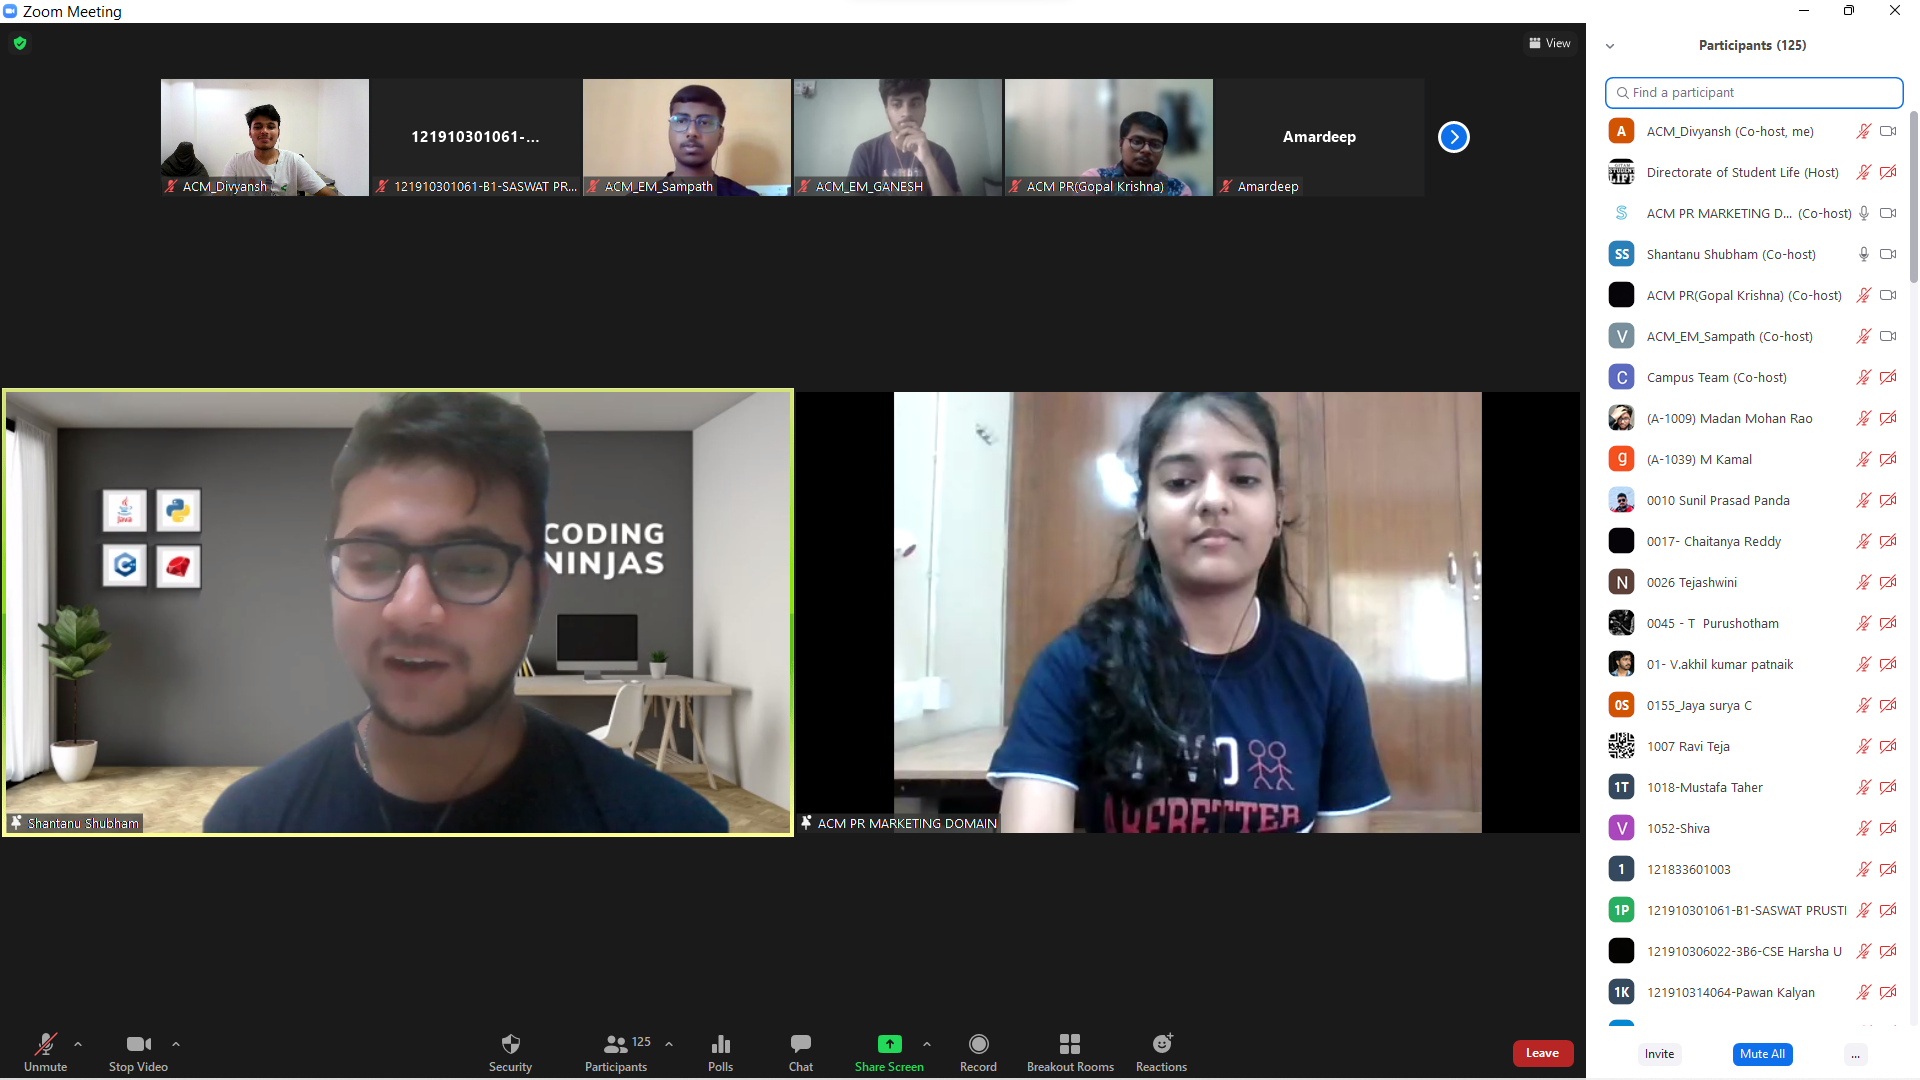 Zoom Meeting
View
121910301061-...
Amardeep
ACM_Divyansh
121910301061-B1-SASWAT PR...
ACM_EM_Sampath
ACM_EM_GANESH
ACM PR(Gopal Krishna)
Amardeep
Java
CODING
NINJAS
Shantanu Shubham
ACM PR MARKETING DOMAIN
Participants (125)
Find a participant
A ACM_Divyansh (Co-host, me)
Directorate of Student Life (Host)
S ACM PR MARKETING D... (Co-host)
SS Shantanu Shubham (Co-host)
ACM PR(Gopal Krishna) (Co-host)
V ACM_EM_Sampath (Co-host)
C Campus Team (Co-host)
(A-1009) Madan Mohan Rao
g (A-1039) M Kamal
0010 Sunil Prasad Panda
0017- Chaitanya Reddy
N 0026 Tejashwini
0045 - T Purushotham
01- V.akhil kumar patnaik
0S 0155_Jaya surya C
1007 Ravi Teja
1T 1018-Mustafa Taher
V 1052-Shiva
1 121833601003
1P 121910301061-B1-SASWAT PRUSTI
121910306022-3B6-CSE Harsha U
1K 121910314064-Pawan Kalyan
Unmute
Stop Video
Security
125
Participants
Polls
Chat
Share Screen
Record
Breakout Rooms
Reactions
Leave
Invite
Mute All
...